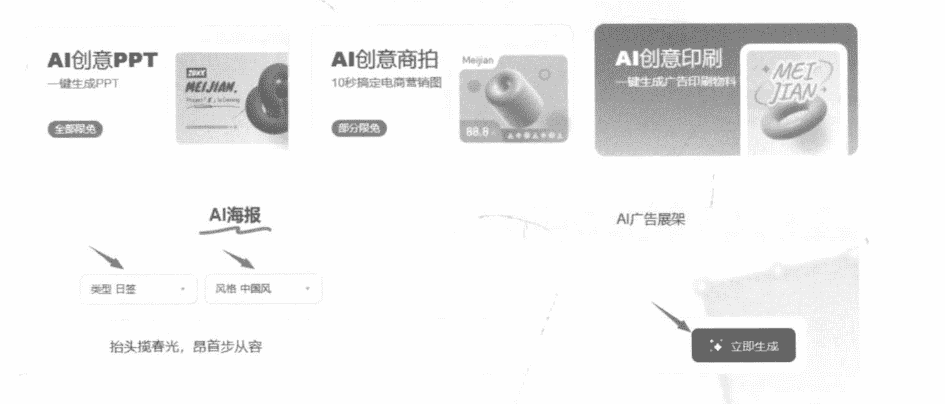 AI创意PPT
一键生成PPT
全部限免
MEIJIAN.
AI创意商拍
10秒搞定电商营销图
部分限免
Meijian
88.8
AI创意印刷
一键生成广告印刷物料
MEI
JIAN
AI海报
AI广告展架
类型 日签
风格 中国风
抬头摸春光，昂首步从容
立即生成